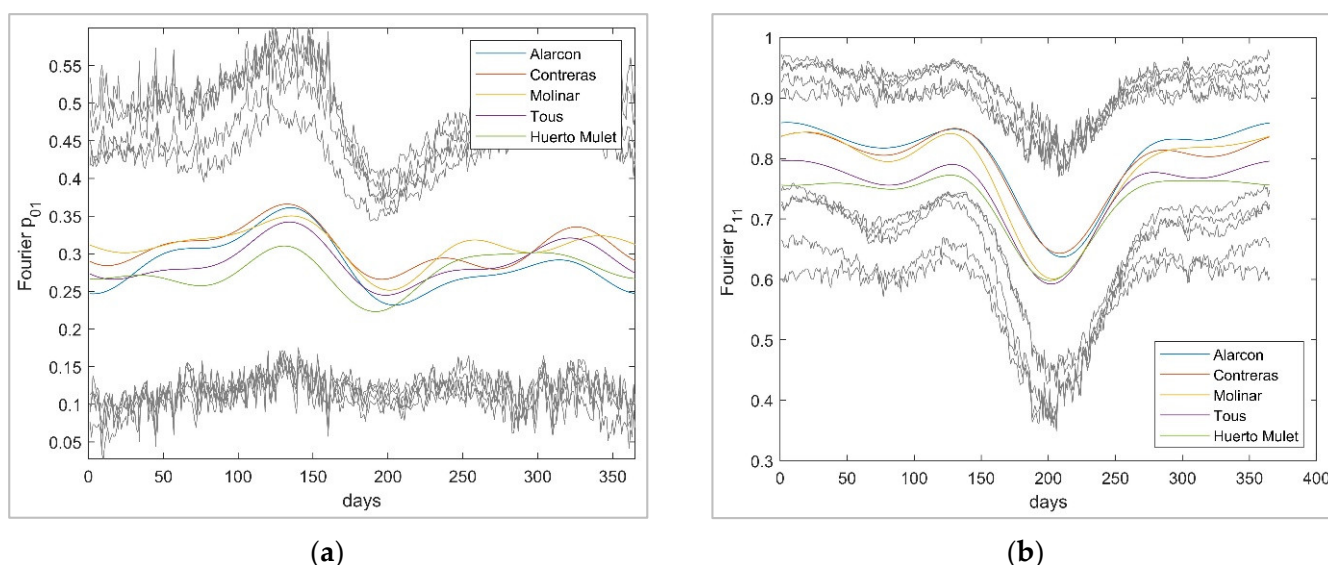 0.55
0.5
0.45
0.4
0.35
0.3
0.25
0.2
0.15
0.1
0.05
Fourier p01
0 50 100 150 200 250 300 350
days
Alarcon
Contreras
Molinar
Tous
Huerto Mulet
(a)
1
0.9
0.8
0.7
0.6
0.5
0.4
0.3
Fourier p11
0 50 100 150 200 250 300 350 400
days
Alarcon
Contreras
Molinar
Tous
Huerto Mulet
(b)